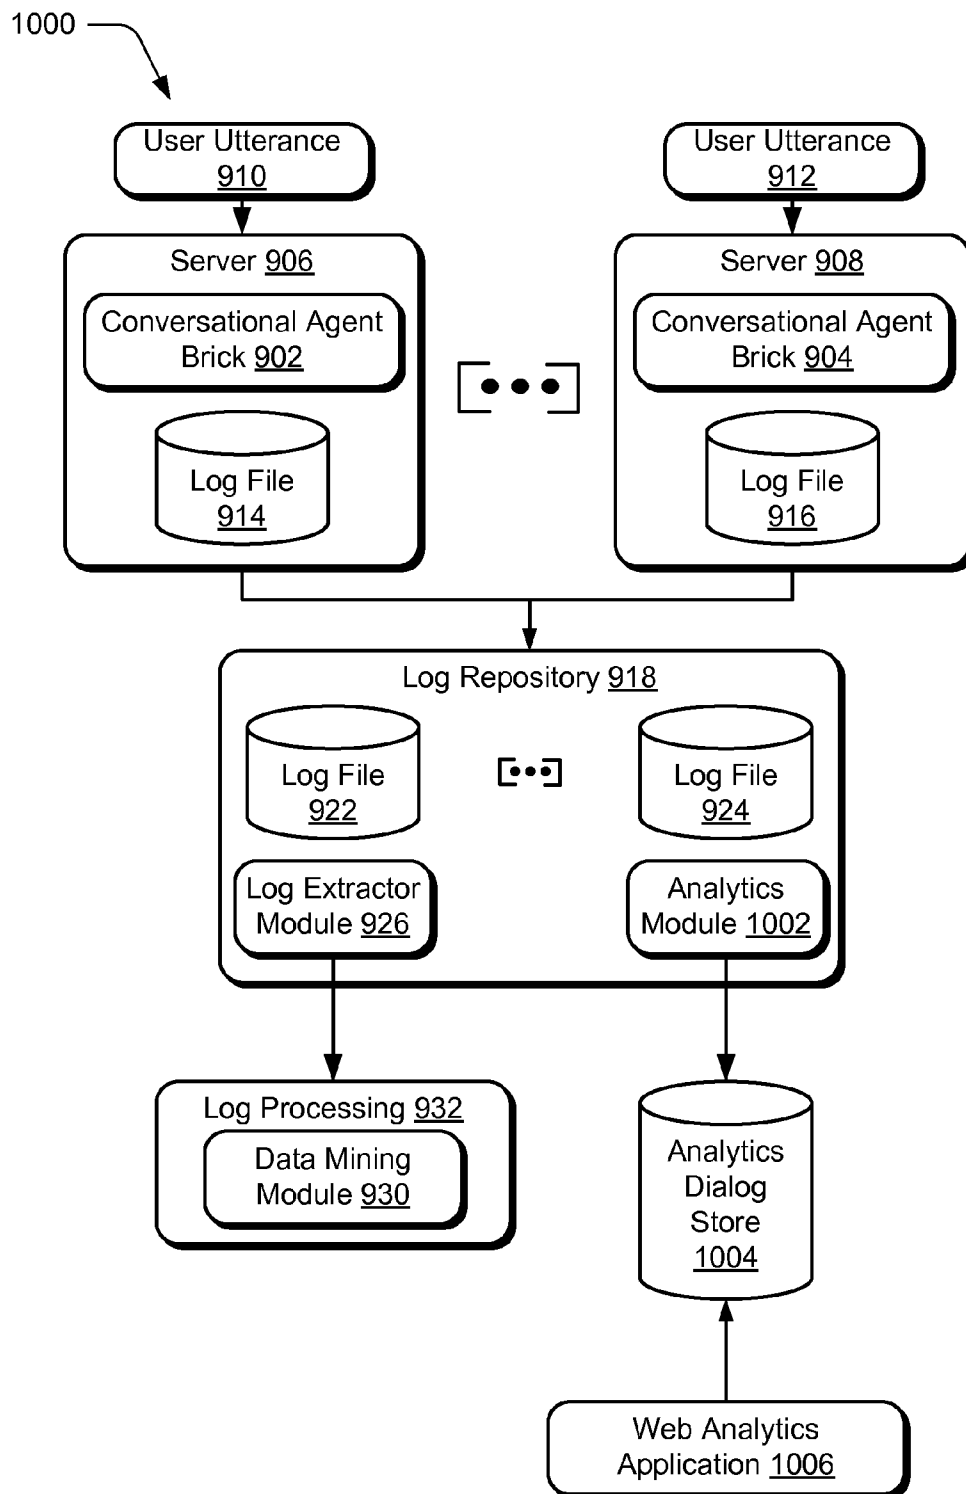 1000
User Utterance
910
User Utterance
912
Server 906
Conversational Agent
Brick 902
Log File
914
Server 908
Conversational Agent
Brick 904
Log File
916
Log Repository 918
Log File
922
Log File
924
Log Extractor
Module 926
Analytics
Module 1002
Log Processing 932
Data Mining
Module 930
Analytics
Dialog
Store
1004
Web Analytics
Application 1006